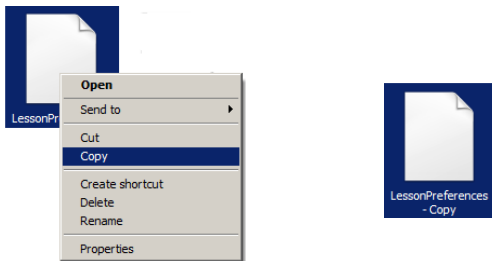 LessonPr
Open
Send to
Cut
Copy
Create shortcut
Delete
Rename
Properties
LessonPreferences
- Copy